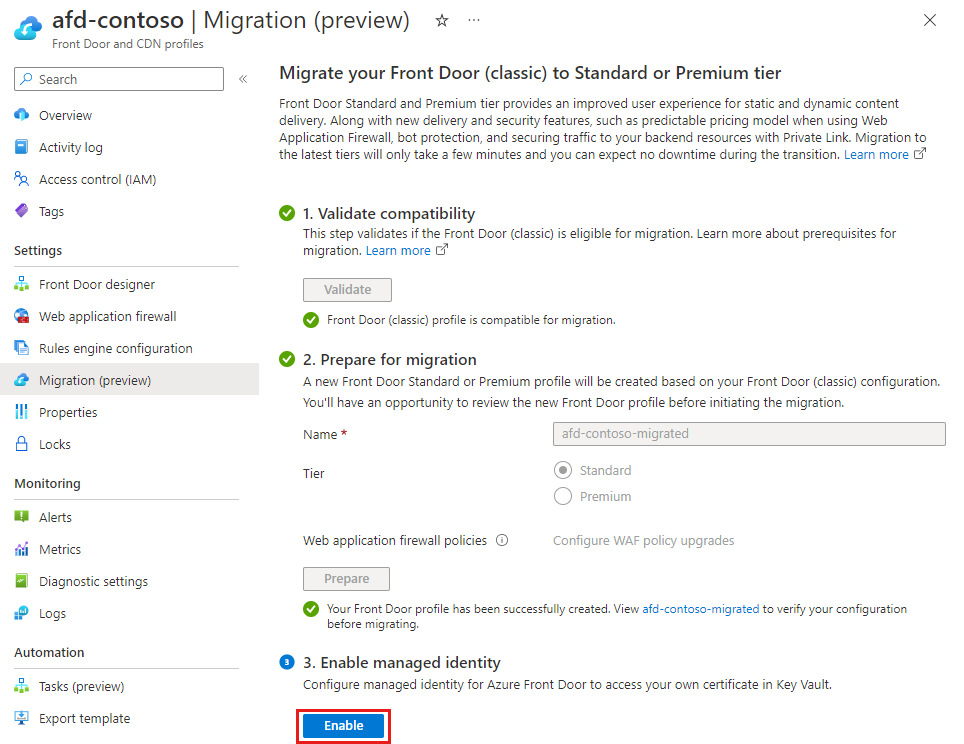 afd-contoso | Migration (preview)
Front Door and CDN profiles
Search
Overview
Activity log
Access control (IAM)
Tags
Settings
Front Door designer
Web application firewall
Rules engine configuration
Migration (preview)
Properties
Locks
Monitoring
Alerts
Metrics
Diagnostic settings
Logs
Automation
Tasks (preview)
Export template
Migrate your Front Door (classic) to Standard or Premium tier
Front Door Standard and Premium tier provides an improved user experience for static and dynamic content
delivery. Along with new delivery and security features, such as predictable pricing model when using Web
Application Firewall, bot protection, and securing traffic to your backend resources with Private Link. Migration to
the latest tiers will only take a few minutes and you can expect no downtime during the transition. Learn more
1. Validate compatibility
This step validates if the Front Door (classic) is eligible for migration. Learn more about prerequisites for
migration. Learn more
Validate
Front Door (classic) profile is compatible for migration.
2. Prepare for migration
A new Front Door Standard or Premium profile will be created based on your Front Door (classic) configuration.
You'll have an opportunity to review the new Front Door profile before initiating the migration.
Name *
afd-contoso-migrated
Tier
Standard
Premium
Web application firewall policies
Configure WAF policy upgrades
Prepare
Your Front Door profile has been successfully created. View afd-contoso-migrated to verify your configuration
before migrating.
3 3. Enable managed identity
Configure managed identity for Azure Front Door to access your own certificate in Key Vault.
Enable